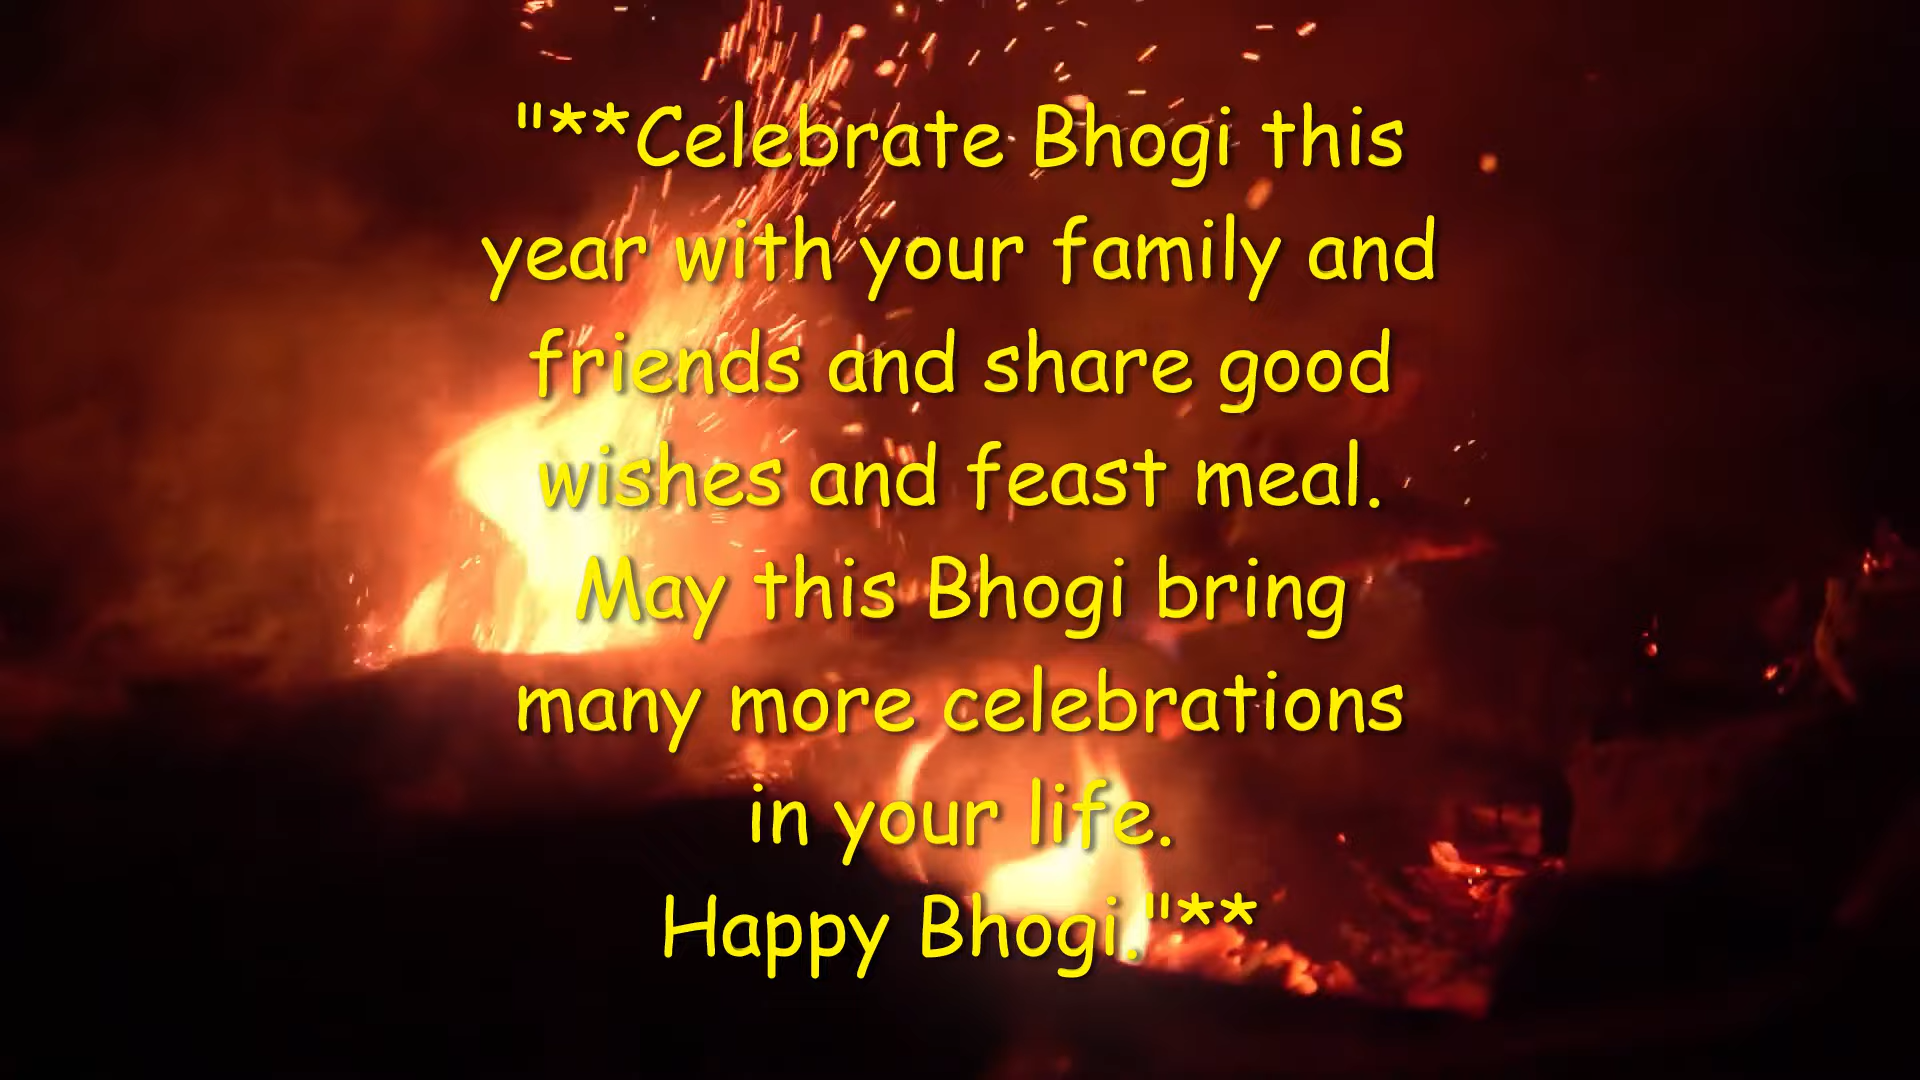 "**Celebrate Bhogi this
year with your family and
friends and share good
wishes and feast meal.
May this Bhogi bring
many more celebrations
in your life.
Happy Bhogi."**